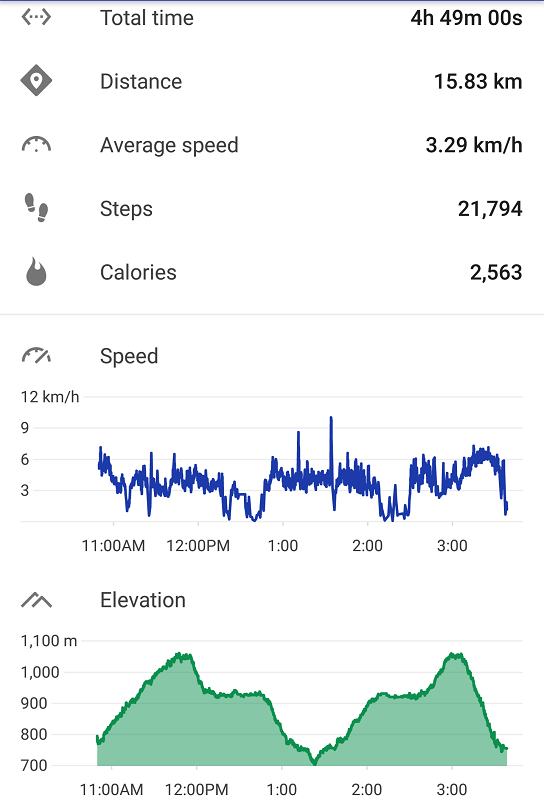 Total time 4h 49m 00s
Distance 15.83 km
Average speed 3.29 km/h
Steps 21,794
Calories 2,563
Speed
12 km/h
9
6
3
11:00AM 12:00PM 1:00 2:00 3:00
Elevation
1,100 m
1,000
900
800
700
11:00AM 12:00PM 1:00 2:00 3:00